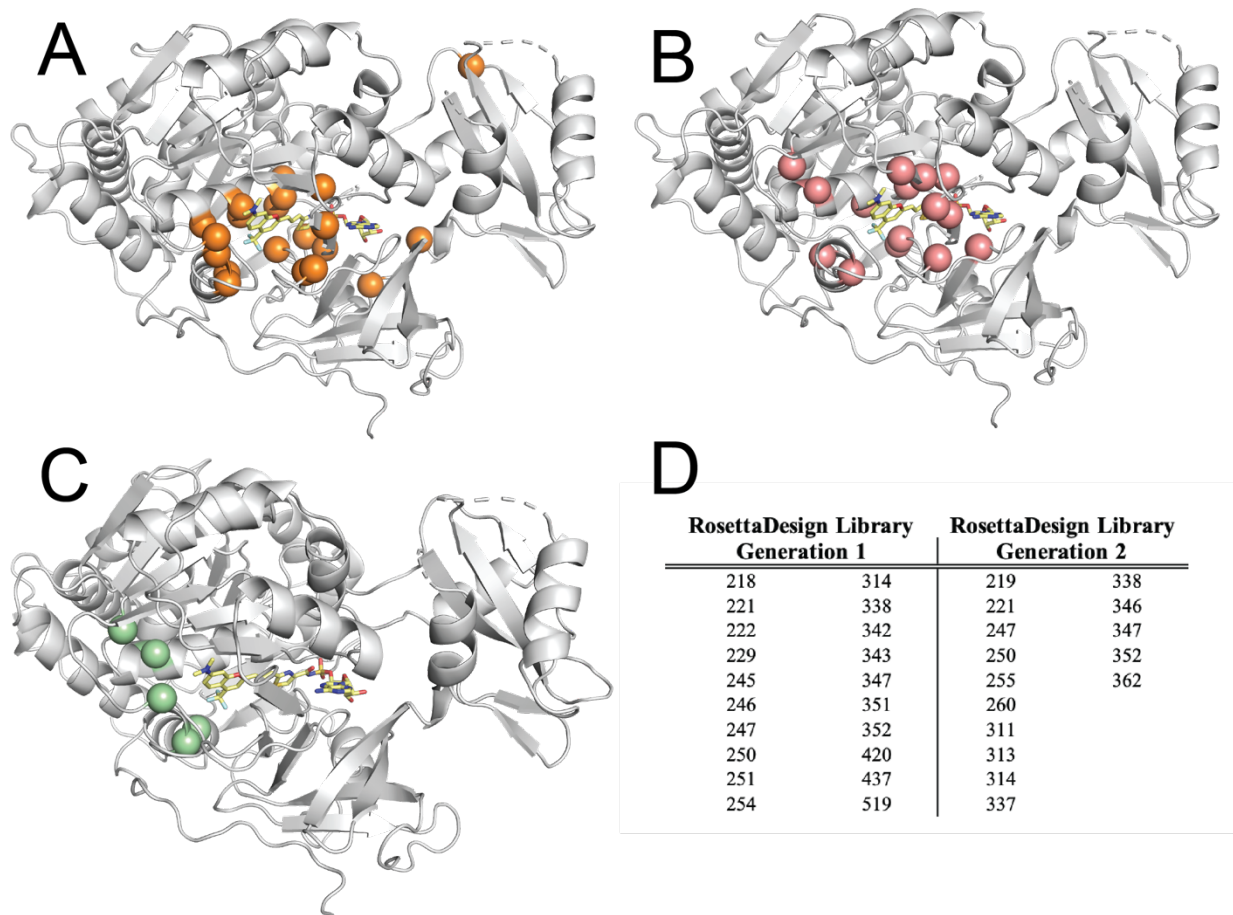 A
B
C
D
RosettaDesign Library Generation 1
RosettaDesign Library Generation 2
218 314 219 338
221 338 221 346
222 342 247 347
229 343 250 352
245 347 255 362
246 351 260
247 352 311
250 420 313
251 437 314
254 519 337